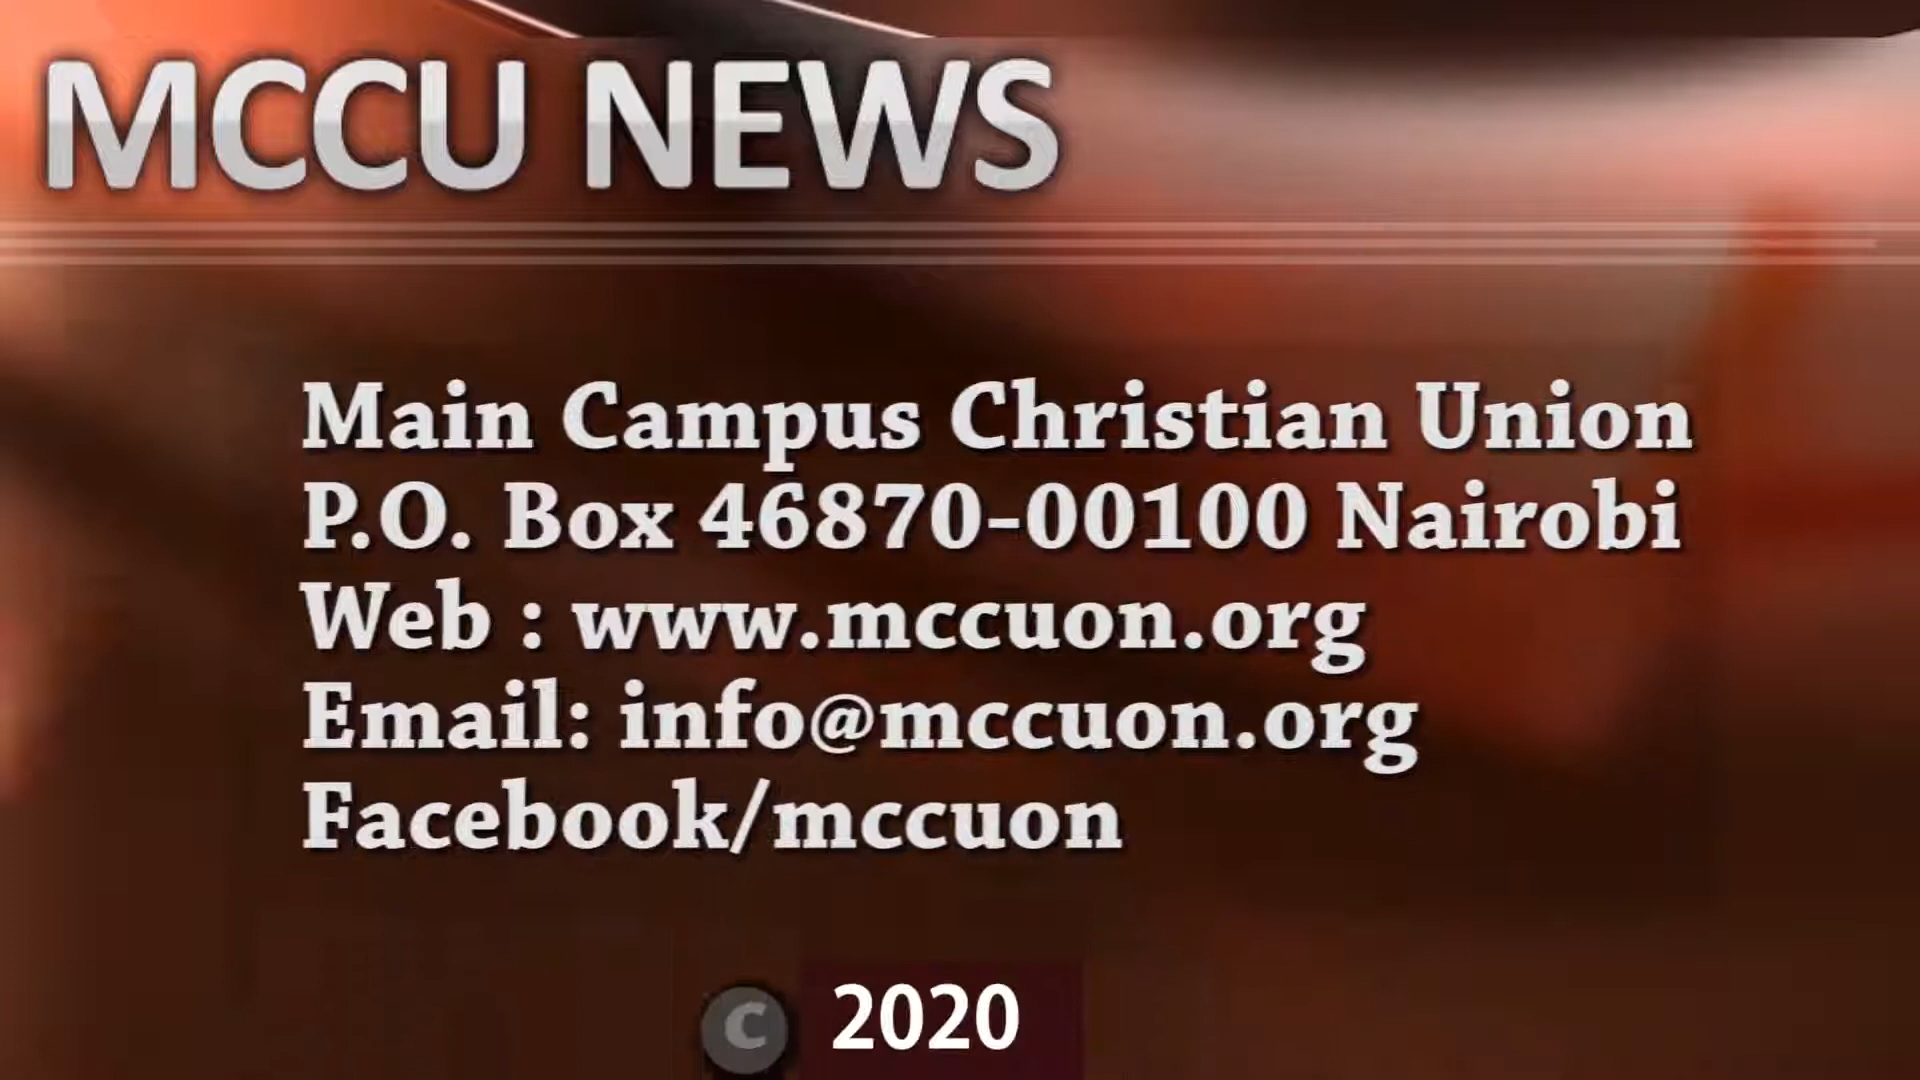 MCCU NEWS
Main Campus Christian Union
P.O. Box 46870-00100 Nairobi
Web : www.mccuon.org
Email: info@mccuon.org
Facebook/mccuon
C 2020